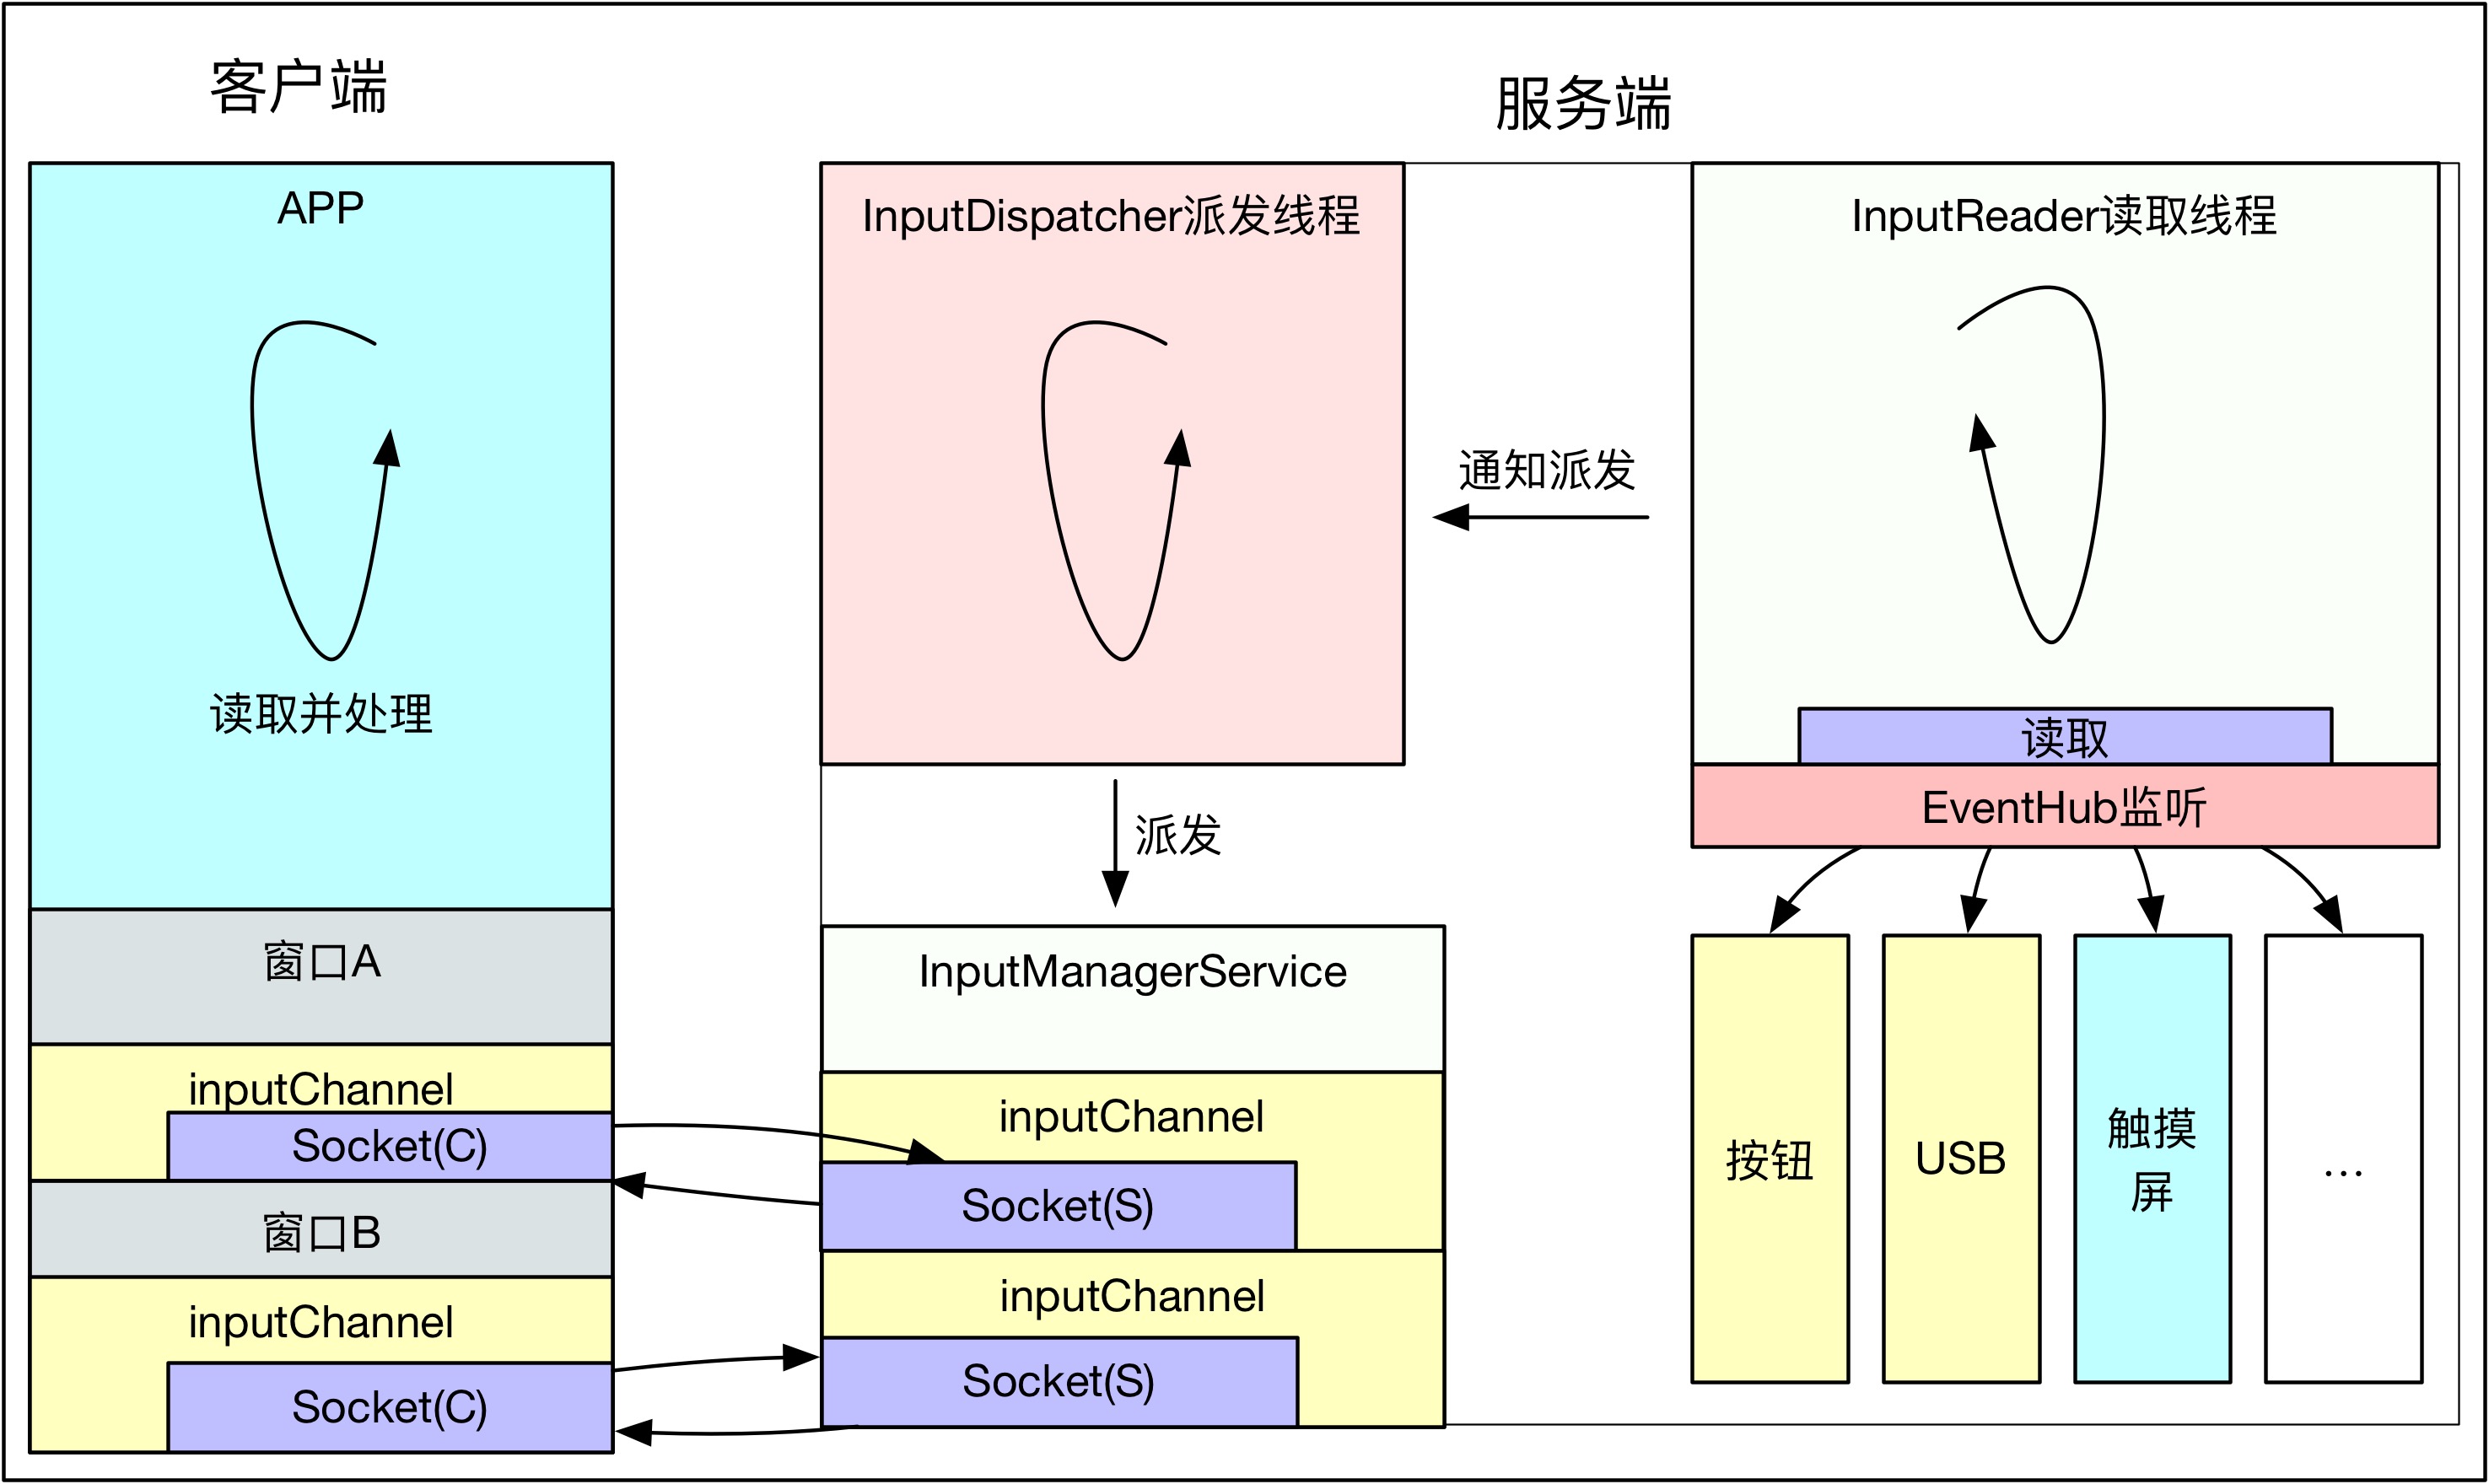 客户端
服务端
APP
读取并处理
窗口A
inputChannel
Socket(C)
窗口B
inputChannel
Socket(C)
InputDispatcher派发线程
通知派发
派发
InputManagerService
inputChannel
Socket(S)
inputChannel
Socket(S)
InputReader读取线程
读取
EventHub监听
按钮
USB
触摸
屏
...